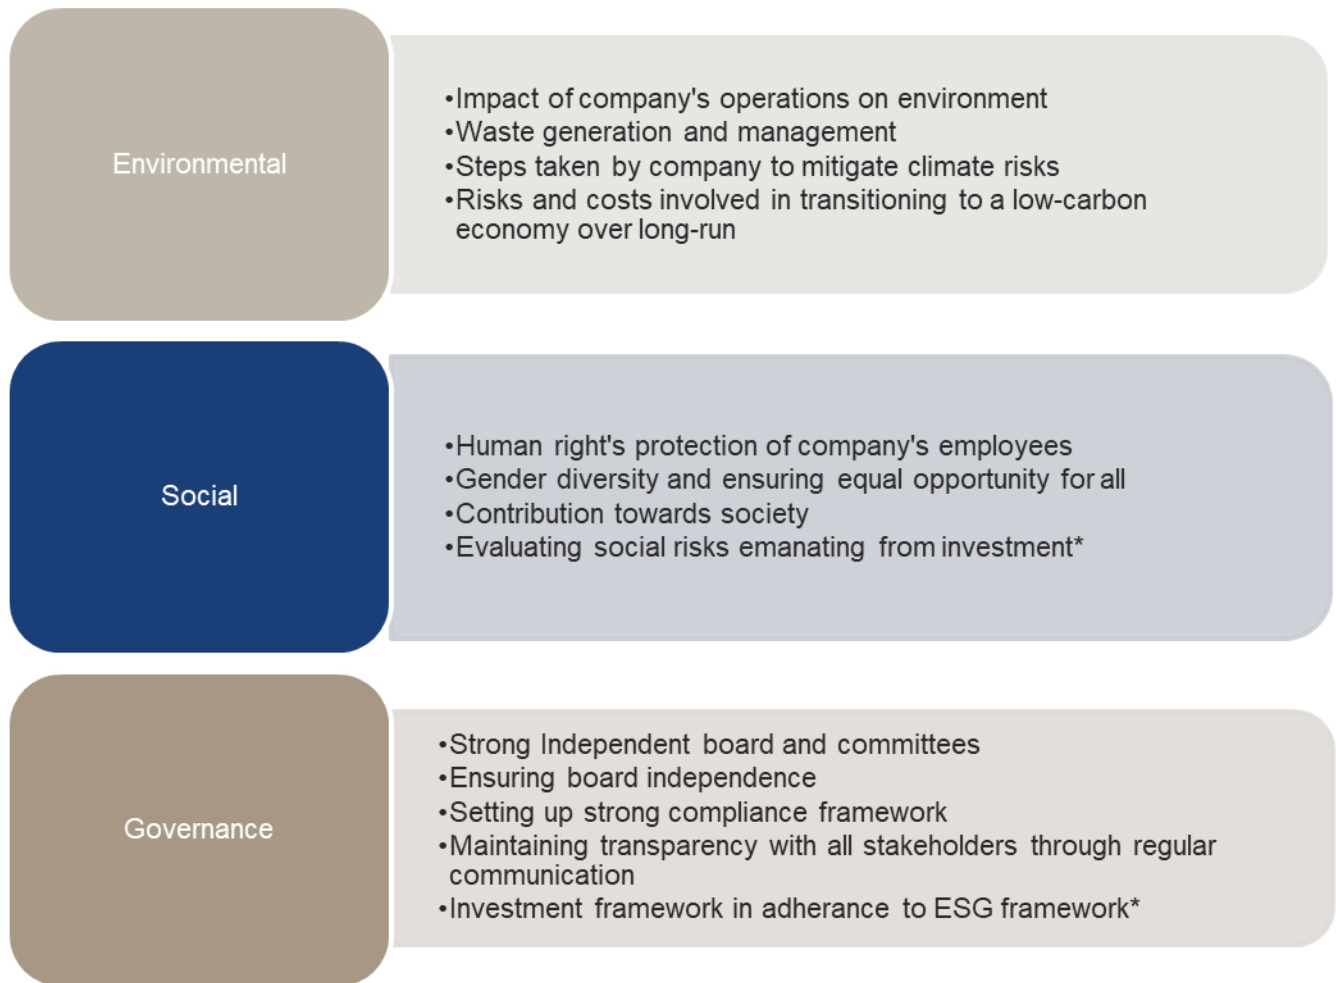 Environmental
•Impact of company's operations on environment
•Waste generation and management
•Steps taken by company to mitigate climate risks
•Risks and costs involved in transitioning to a low-carbon
economy over long-run
Social
•Human right's protection of company's employees
•Gender diversity and ensuring equal opportunity for all
•Contribution towards society
•Evaluating social risks emanating from investment*
Governance
•Strong Independent board and committees
•Ensuring board independence
•Setting up strong compliance framework
•Maintaining transparency with all stakeholders through regular
communication
•Investment framework in adherance to ESG framework*